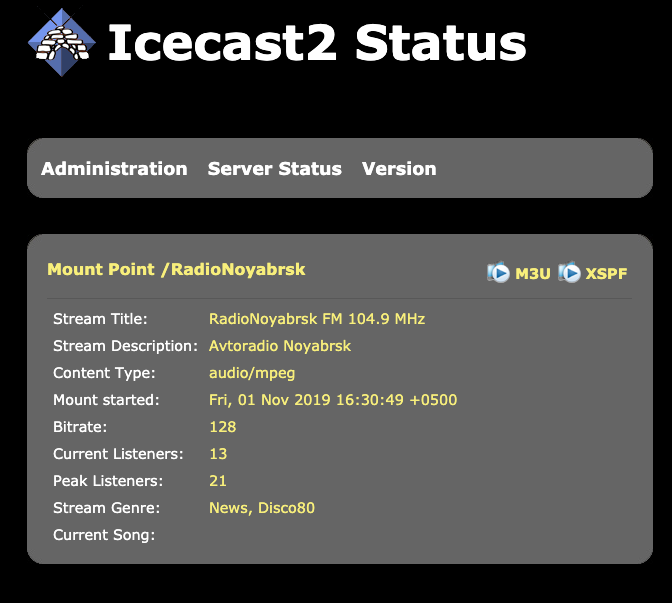 Icecast2 Status
Administration Server Status Version
Mount Point /RadioNoyabrsk M3U XSPF
Stream Title: RadioNoyabrsk FM 104.9 MHz
Stream Description: Avtoradio Noyabrsk
Content Type: audio/mpeg
Mount started: Fri, 01 Nov 2019 16:30:49 +0500
Bitrate: 128
Current Listeners: 13
Peak Listeners: 21
Stream Genre: News, Disco80
Current Song: